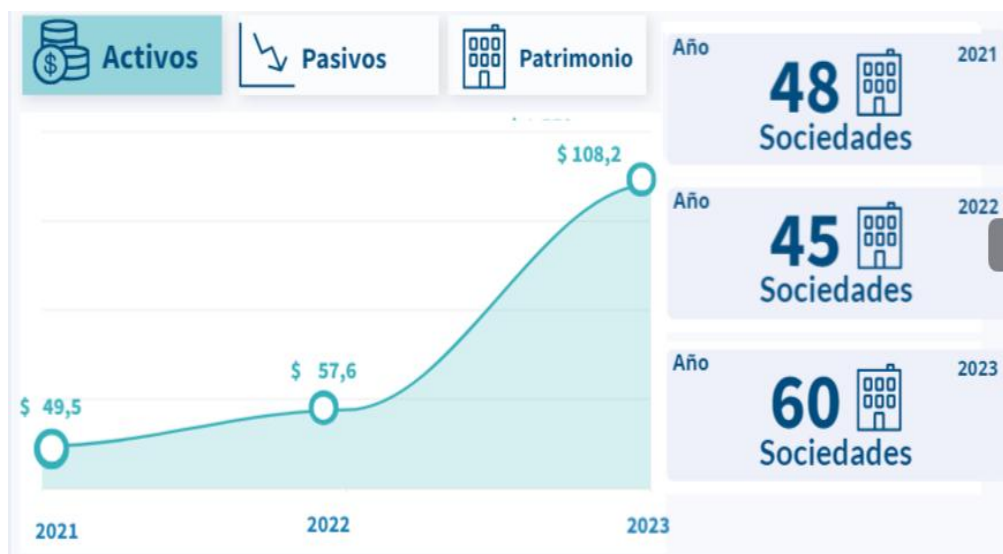 Activos
Pasivos
Patrimonio
$ 108,2
$ 57,6
$ 49,5
2021
2022
2023
Año
2021
48
Sociedades
Año
2022
45
Sociedades
Año
2023
60
Sociedades